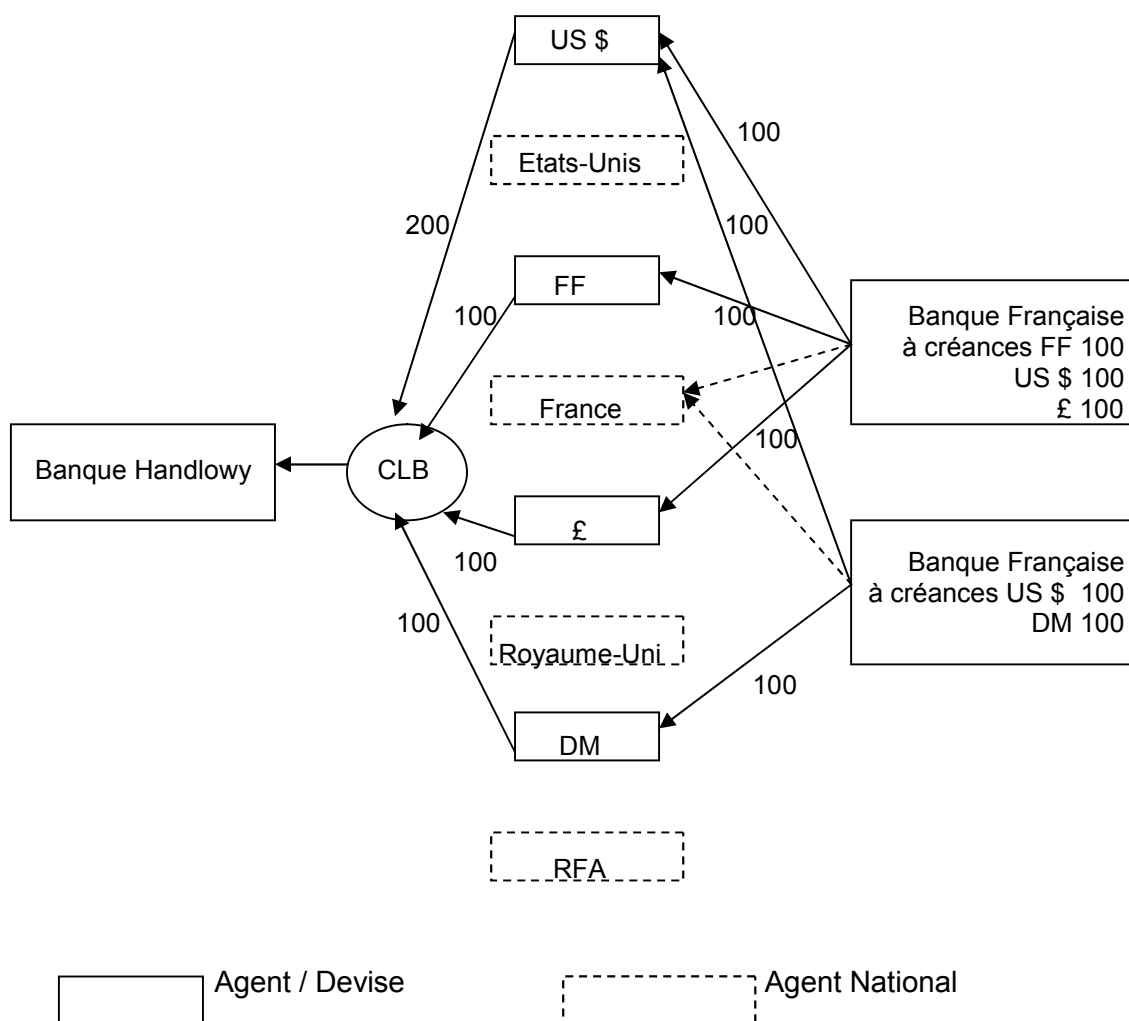 US $
100
Etats-Unis
200
100
FF
100
100
Banque Française
à créances FF 100
US $ 100
£ 100
France
100
Banque Handlowy
CLB
£
100
Banque Française
à créances US $ 100
DM 100
100
Royaume-Uni
100
DM
RFA
Agent / Devise
Agent National